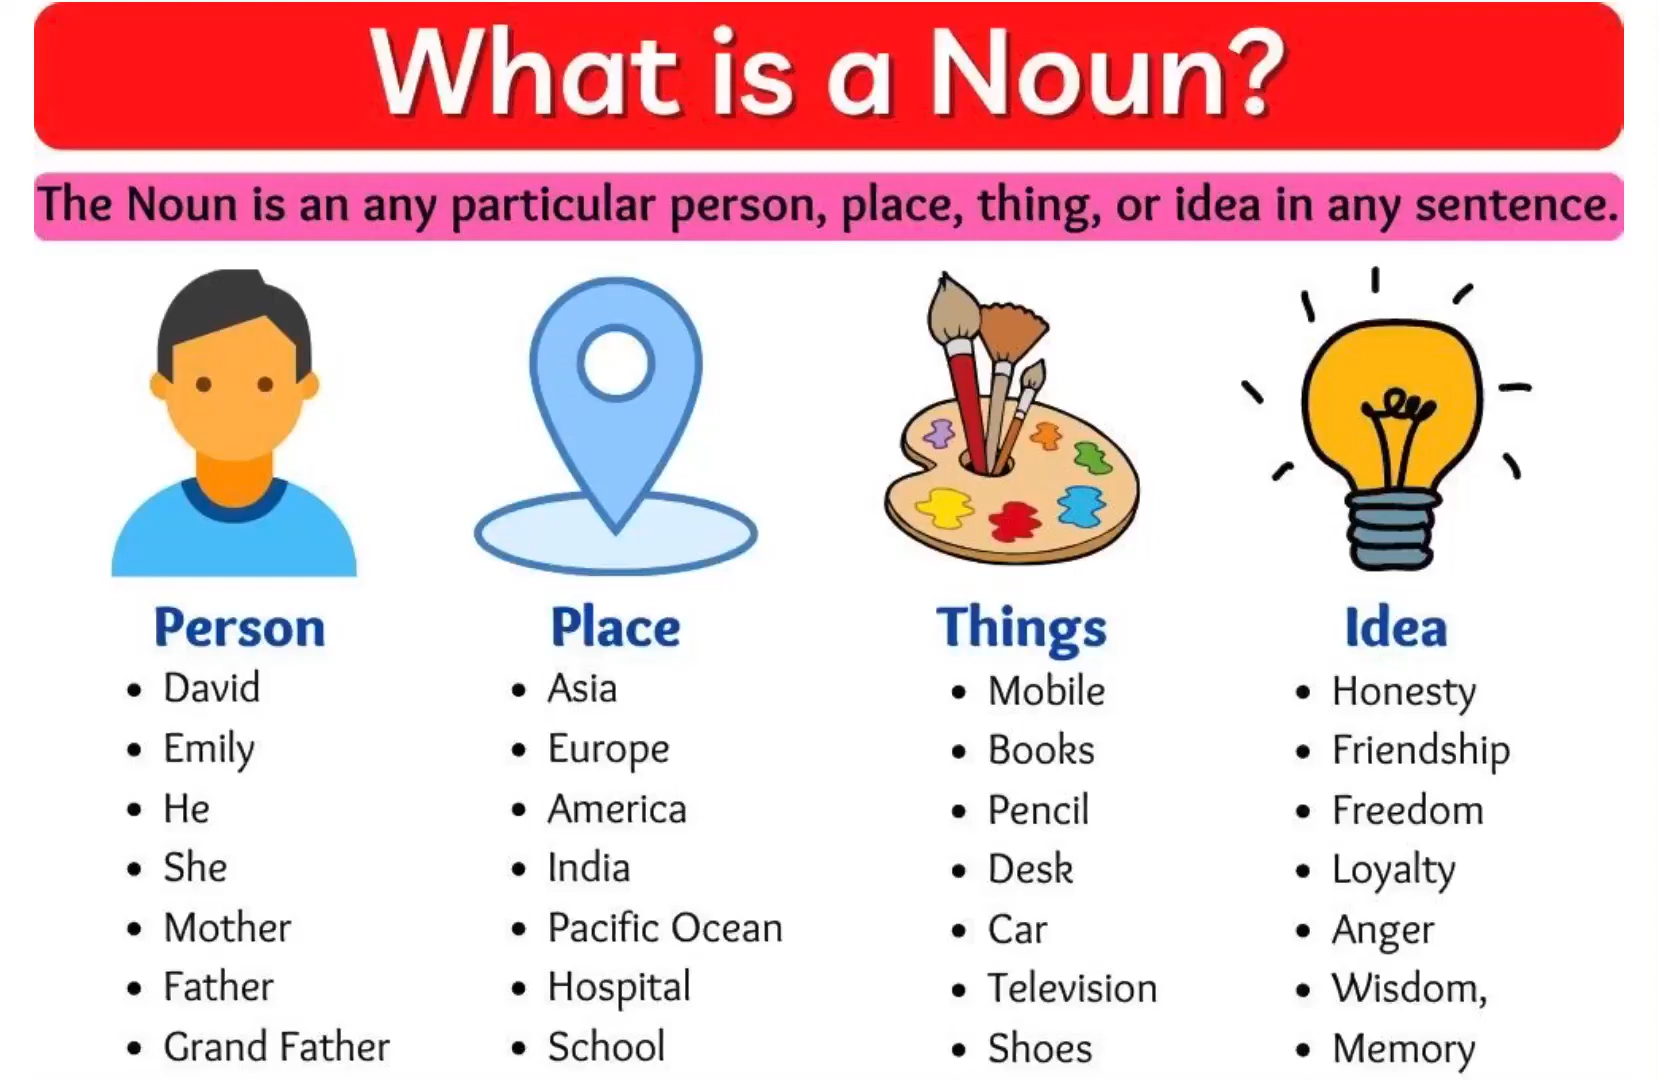 What is a Noun?
The Noun is an any particular person, place, thing, or idea in any sentence.
Person
• David
• Emily
• He
• She
• Mother
• Father
• Grand Father
Place
• Asia
• Europe
• America
• India
• Pacific Ocean
• Hospital
• School
Things
• Mobile
• Books
• Pencil
• Desk
• Car
• Television
• Shoes
Idea
• Honesty
• Friendship
• Freedom
• Loyalty
• Anger
• Wisdom,
• Memory